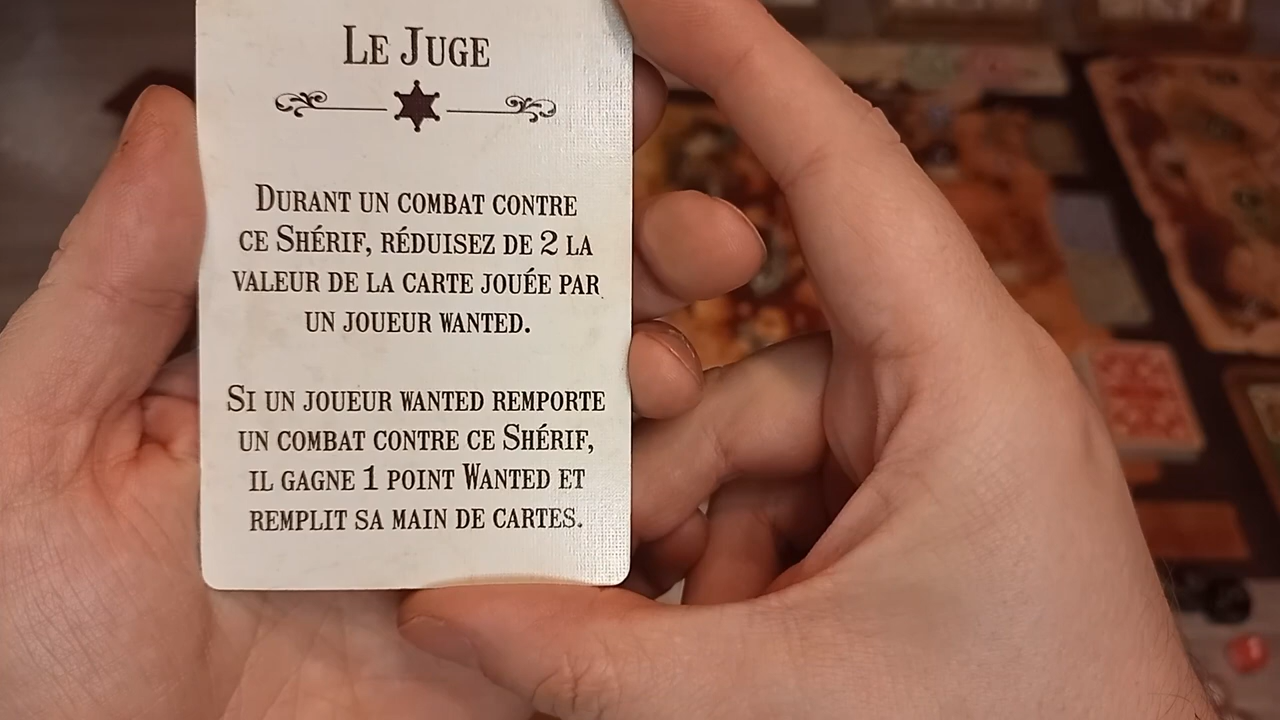 Le Juge
Durant un combat contre
ce Shérif, réduisez de 2 la
valeur de la carte jouée par
un joueur wanted.
Si un joueur wanted remporte
un combat contre ce Shérif,
il gagne 1 point Wanted et
remplit sa main de cartes.